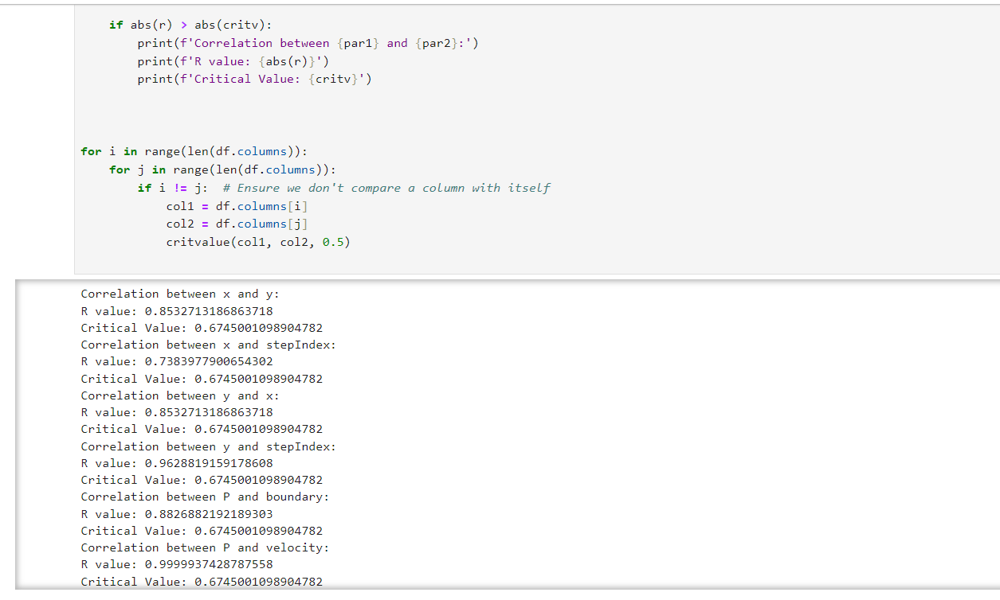 if abs(r) > abs(critv):
print(f'Correlation between {par1} and {par2}:')
print(f'R value: {abs(r)}')
print(f'Critical Value: {critv}')
for i in range(len(df.columns)):
for j in range(len(df.columns)):
if i != j:  # Ensure we don't compare a column with itself
col1 = df.columns[i]
col2 = df.columns[j]
critvalue(col1, col2, 0.5)
Correlation between x and y:
R value: 0.8532713186863718
Critical Value: 0.6745001098904782
Correlation between x and stepIndex:
R value: 0.7383977900654302
Critical Value: 0.6745001098904782
Correlation between y and x:
R value: 0.8532713186863718
Critical Value: 0.6745001098904782
Correlation between y and stepIndex:
R value: 0.9628819159178608
Critical Value: 0.6745001098904782
Correlation between P and boundary:
R value: 0.8826882192189303
Critical Value: 0.6745001098904782
Correlation between P and velocity:
R value: 0.9999937428787558
Critical Value: 0.6745001098904782